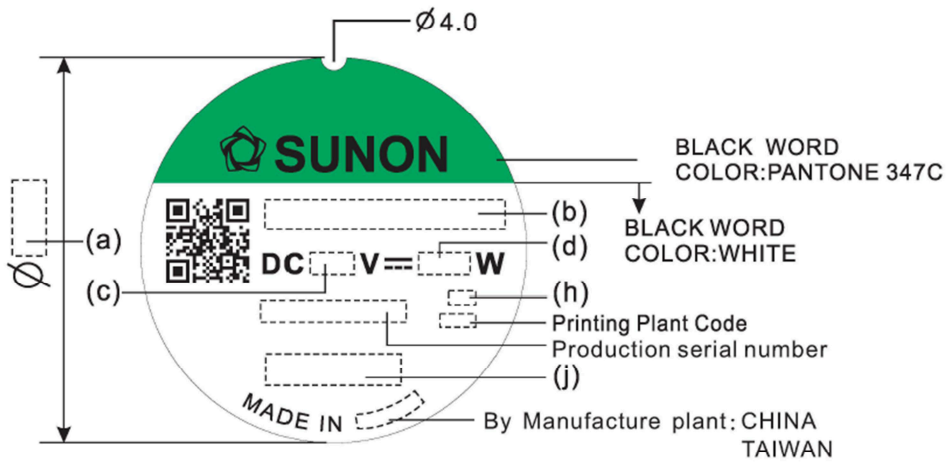 Ø4.0
SUNON
BLACK WORD
COLOR:PANTONE 347C
(b)
BLACK WORD
COLOR:WHITE
(a)
Ø
(d)
DC V⎓ W
(c)
(h)
Printing Plant Code
Production serial number
(j)
MADE IN
By Manufacture plant: CHINA
TAIWAN